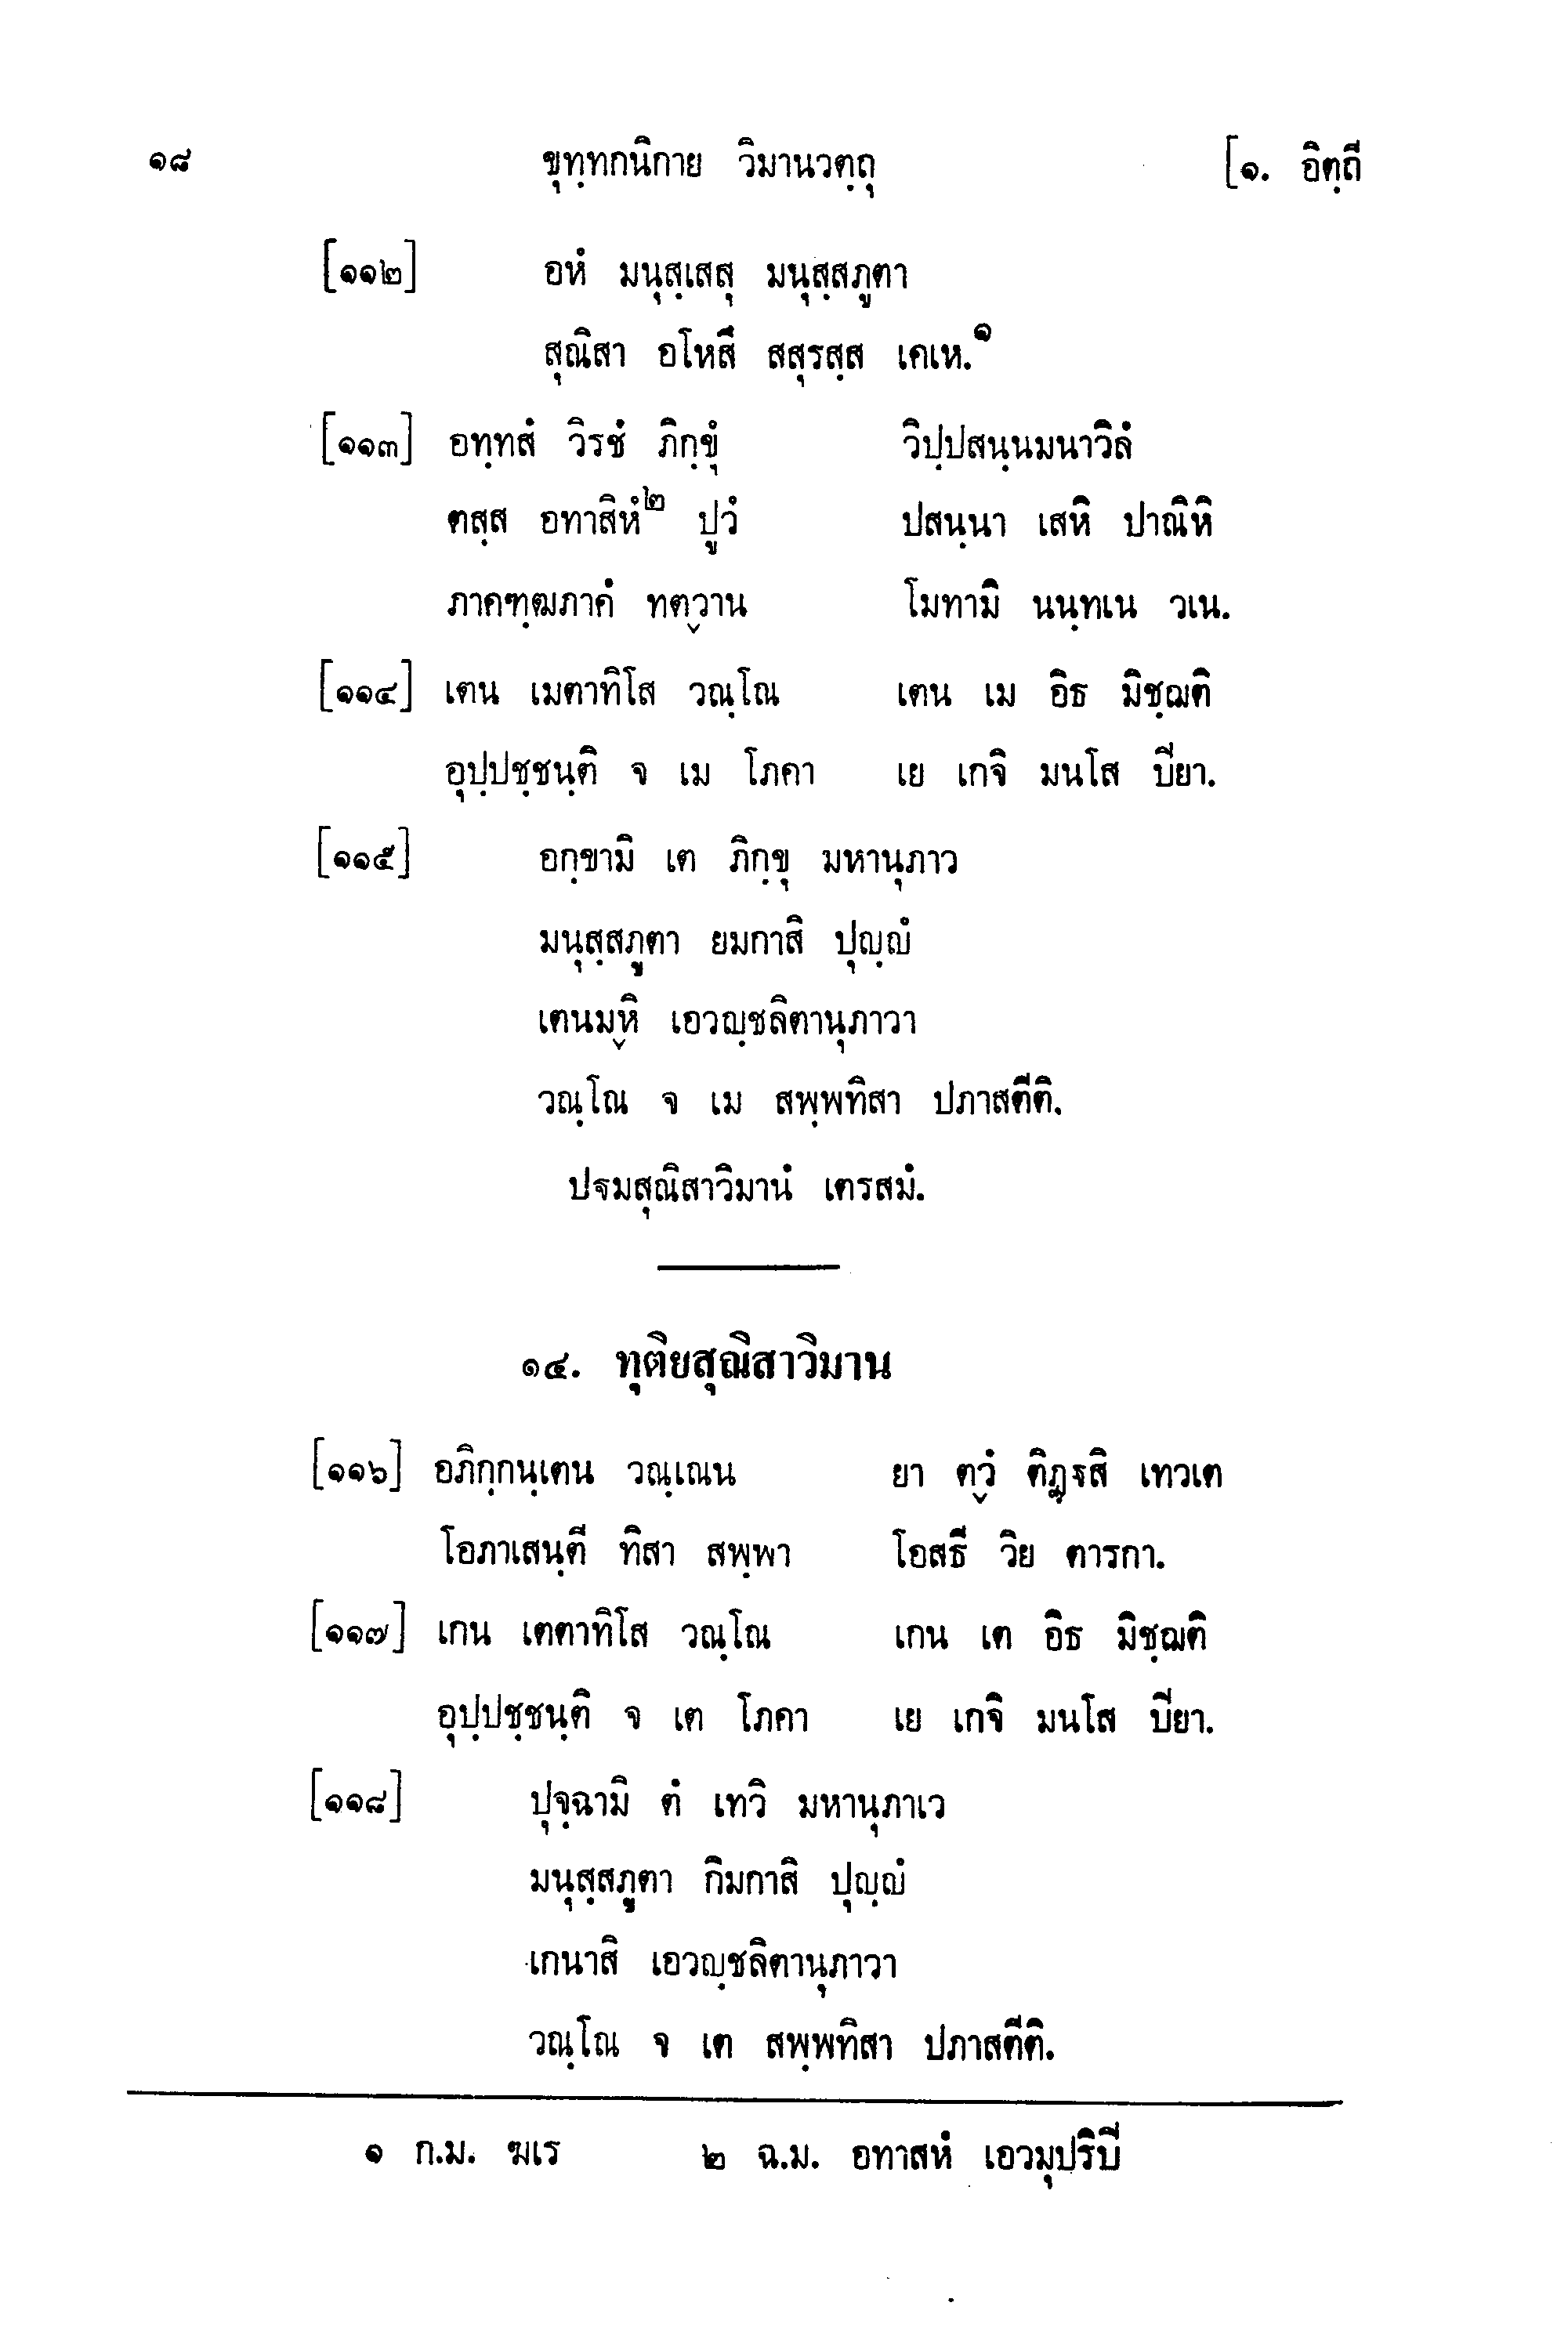 ๑๘ ขุทฺทกนิกาย วิมานวตฺถุ [๑. อิตฺถี
[๑๑๒] อหํ มนุสฺเสสุ มนุสฺสภูตา
สุณิสา อโหสึ สสุรสฺส เคเห.๑
[๑๑๓] อทฺทสํ วิรชํ ภิกฺขุํ วิปฺปสนฺนมนาวิลํ
ตสฺส อทาสิหํ๒ ปูวํ ปสนฺนา เสหิ ปาณิหิ
ภาคฑฺฒภาคํ ทตฺวาน โมทามิ นนฺทเน วเน.
[๑๑๔] เตน เมตาทิโส วณฺโณ เตน เม อิธ มิชฺฌติ
อุปฺปชฺชนฺติ จ เม โภคา เย เกจิ มนโส ปิยา.
[๑๑๕] อกฺขามิ เต ภิกฺขุ มหานุภาว
มนุสฺสภูตา ยมกาสิ ปุญฺญํ
เตนมฺหิ เอวญฺชลิตานุภาวา
วณฺโณ จ เม สพฺพทิสา ปภาสตีติ.
ปฐมสุณิสาวิมานํ เตรสมํ.
๑๔. ทุติยสุณิสาวิมาน
[๑๑๖] อภิกฺกนฺเตน วณฺเณน ยา ตฺวํ ติฏฺฐสิ เทวเต
โอภาเสนฺตี ทิสา สพฺพา โอสธี วิย ตารกา.
[๑๑๗] เกน เตตาทิโส วณฺโณ เกน เต อิธ มิชฺฌติ
อุปฺปชฺชนฺติ จ เต โภคา เย เกจิ มนโส ปิยา.
[๑๑๘] ปุจฺฉามิ ตํ เทวิ มหานุภาเว
มนุสฺสภูตา กิมกาสิ ปุญฺญํ
เกนาสิ เอวญฺชลิตานุภาวา
วณฺโณ จ เต สพฺพทิสา ปภาสตีติ.
๑ ก.ม. ฆเร ๒ ฉ.ม. อทาสหํ เอวมุปริปิ